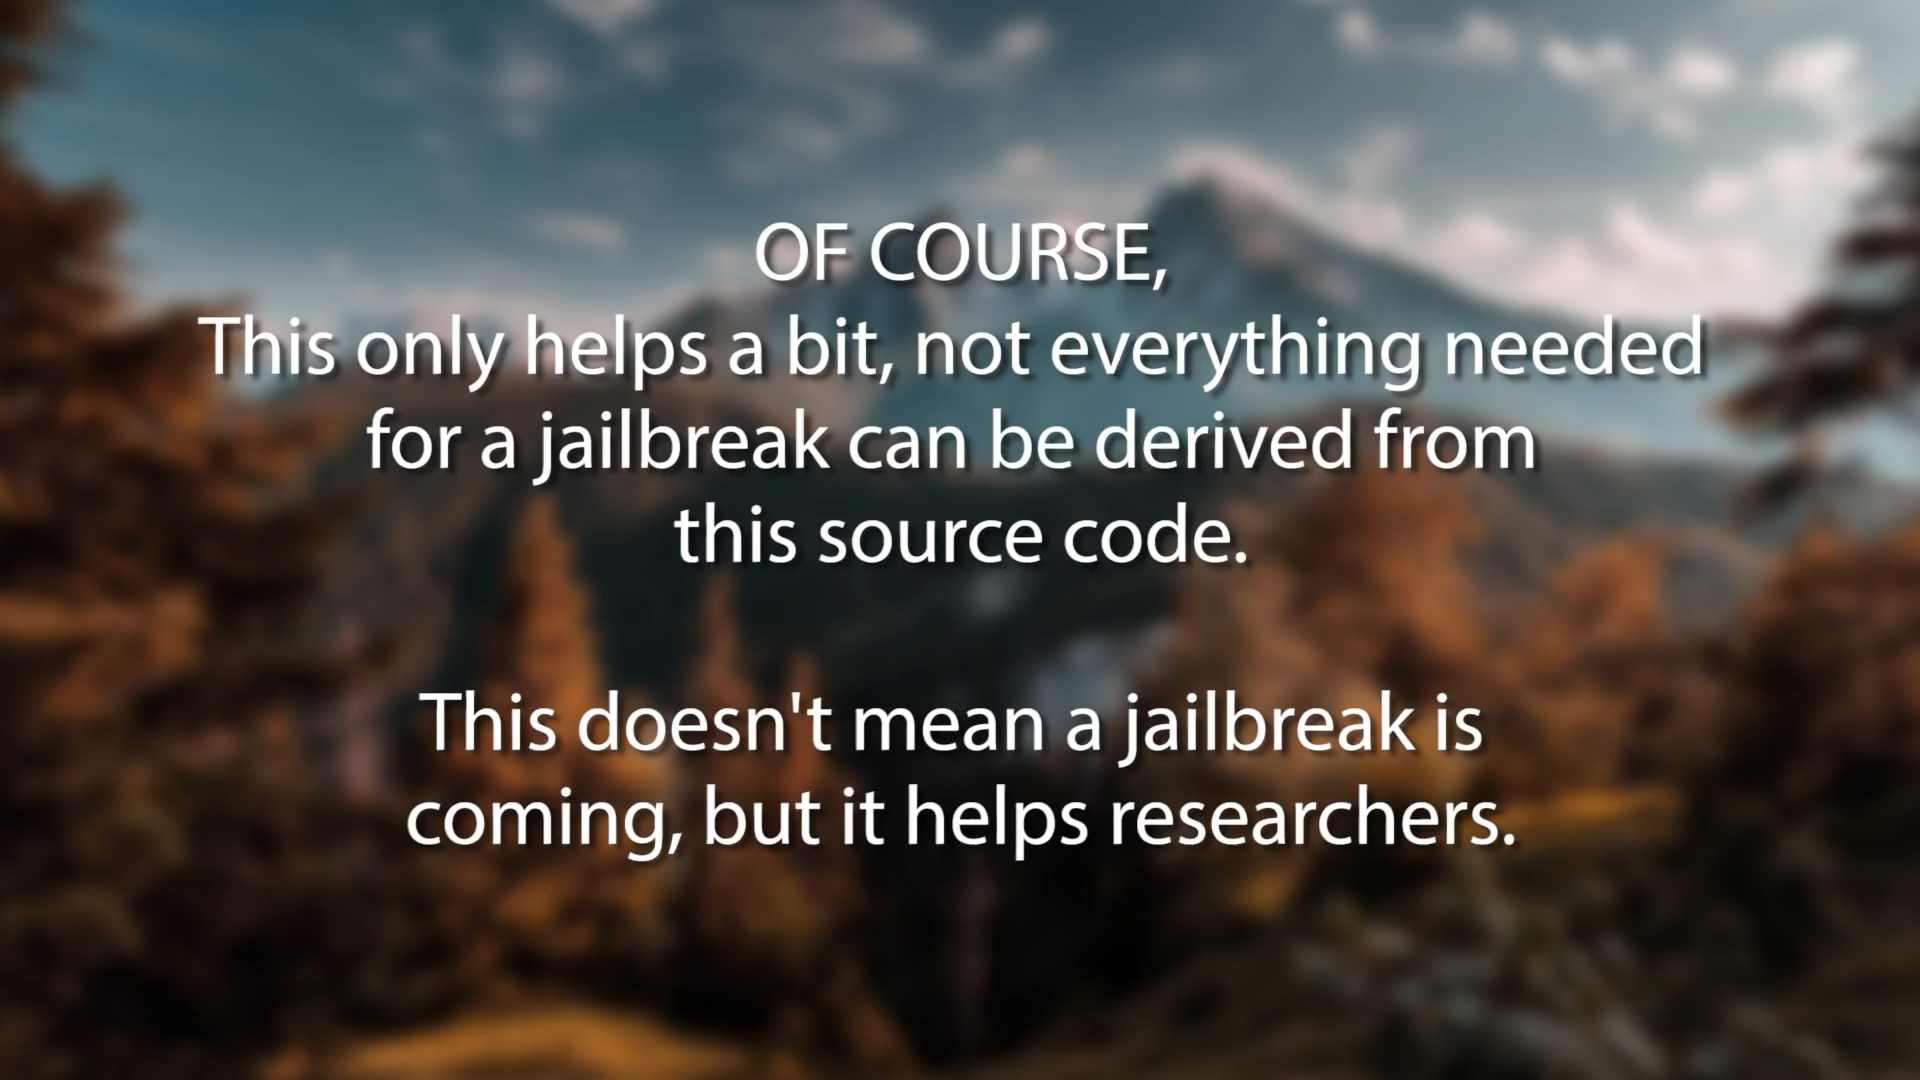 OF COURSE,
This only helps a bit, not everything needed
for a jailbreak can be derived from
this source code.
This doesn't mean a jailbreak is
coming, but it helps researchers.